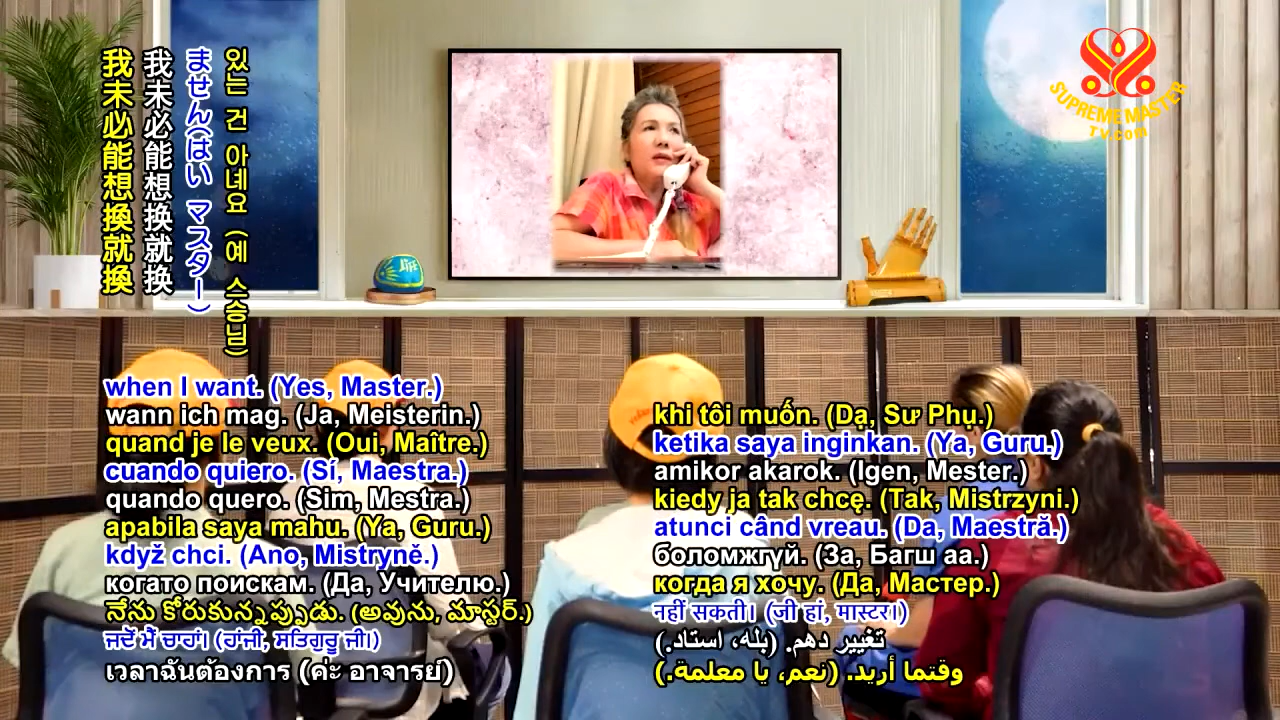 있는 건 아녜요 (예 스승님)
ません(はい マスター)
我未必能想換就換
我未必能想換就換
SUPREME MASTER
TV.com
when I want. (Yes, Master.)
wann ich mag. (Ja, Meisterin.)
quand je le veux. (Oui, Maître.)
cuando quiero. (Sí, Maestra.)
quando quero. (Sim, Mestra.)
apabila saya mahu. (Ya, Guru.)
když chci. (Ano, Mistryně.)
когато поискам. (Да, Учителю.)
నేను కోరుకున్నప్పుడు. (అవును, మాస్టర్.)
ਜਦੋਂ ਮੈਂ ਚਾਹਾਂ। (ਹਾਂਜੀ, ਸਤਿਗੁਰੂ ਜੀ।)
เวลาฉันต้องการ (ค่ะ อาจารย์)
khi tôi muốn. (Dạ, Sư Phụ.)
ketika saya inginkan. (Ya, Guru.)
amikor akarok. (Igen, Mester.)
kiedy ja tak chcę. (Tak, Mistrzyni.)
atunci când vreau. (Da, Maestră.)
боломжгүй. (За, Багш аа.)
когда я хочу. (Да, Мастер.)
नहीं सकती। (जी हां, मास्टर।)
تغییر دهم. (بله، استاد.)
وقتما أريد. (نعم، يا معلمة.)